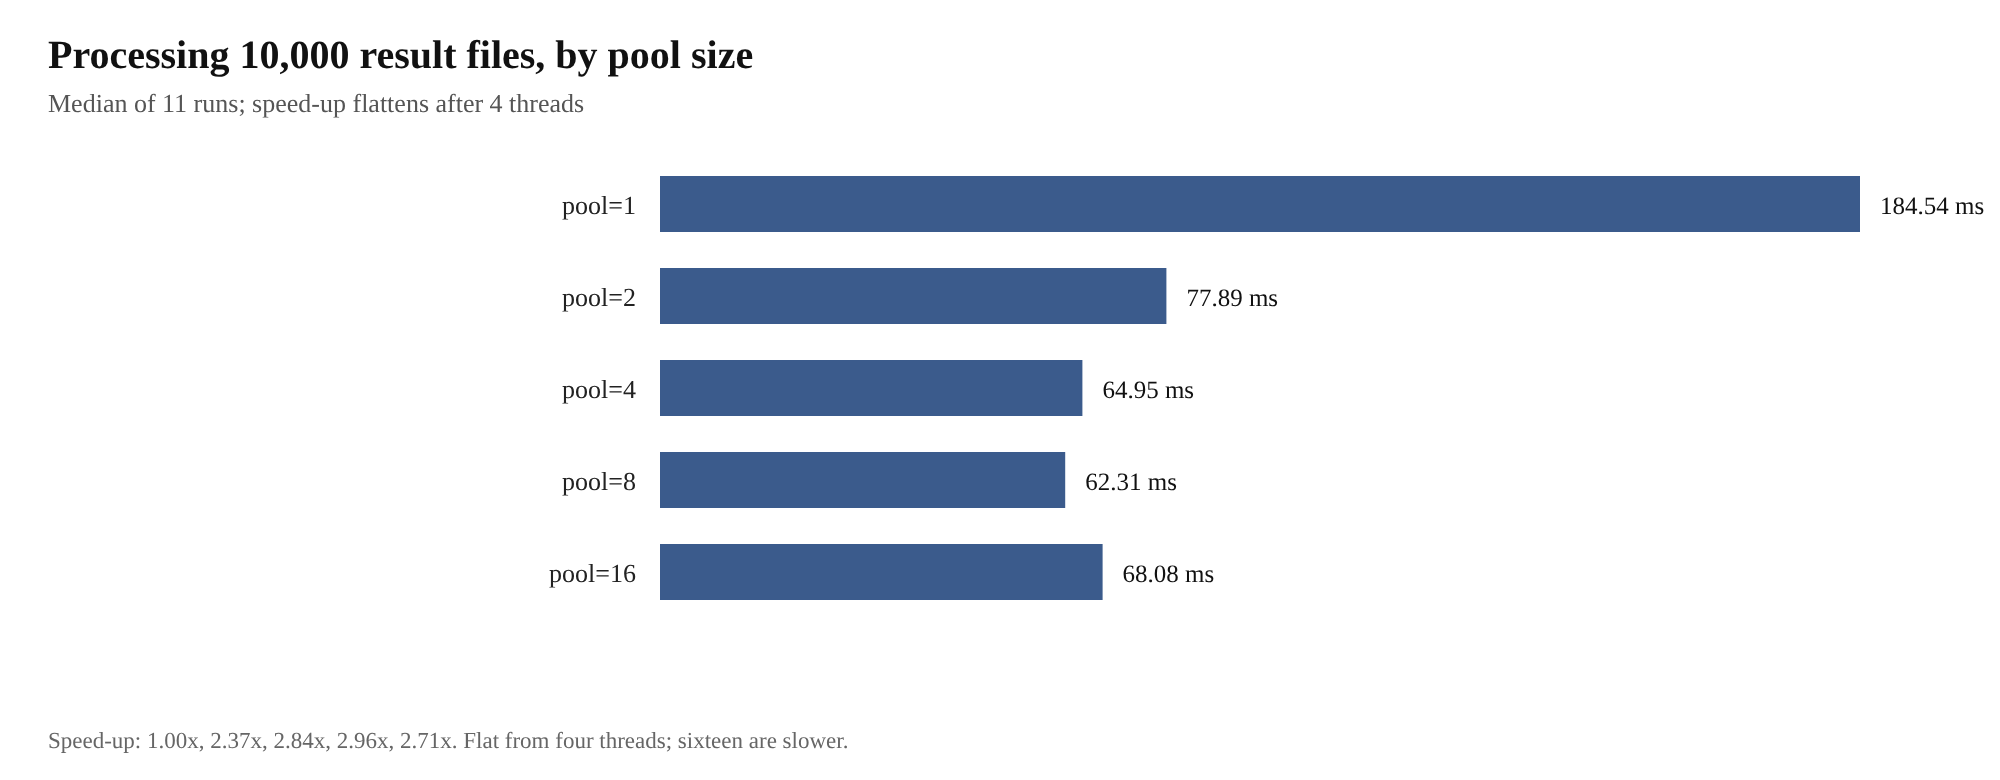 Processing 10,000 result files, by pool size
Median of 11 runs; speed-up flattens after 4 threads
pool=1 184.54 ms
pool=2 77.89 ms
pool=4 64.95 ms
pool=8 62.31 ms
pool=16 68.08 ms
Speed-up: 1.00x, 2.37x, 2.84x, 2.96x, 2.71x. Flat from four threads; sixteen are slower.